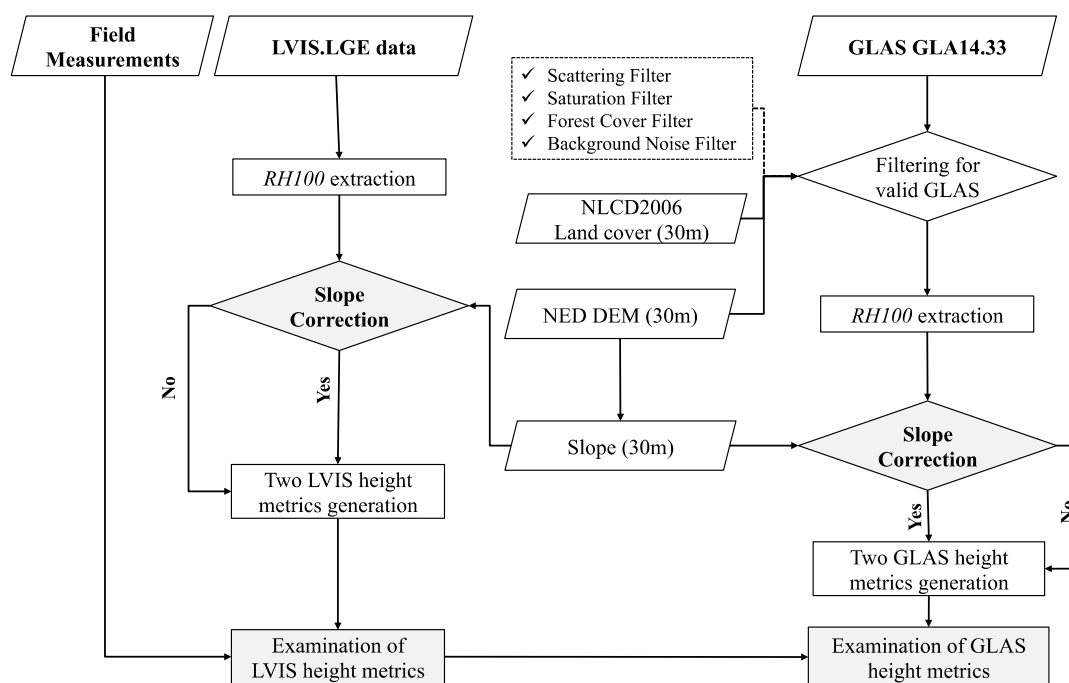 Field
Measurements
LVIS.LGE data
GLAS GLA14.33
✓ Scattering Filter
✓ Saturation Filter
✓ Forest Cover Filter
✓ Background Noise Filter
RH100 extraction
Filtering for
valid GLAS
NLCD2006
Land cover (30m)
Slope
Correction
NED DEM (30m)
RH100 extraction
No
Yes
Slope (30m)
Slope
Correction
Two LVIS height
metrics generation
Yes
No
Two GLAS height
metrics generation
Examination of
LVIS height metrics
Examination of GLAS
height metrics